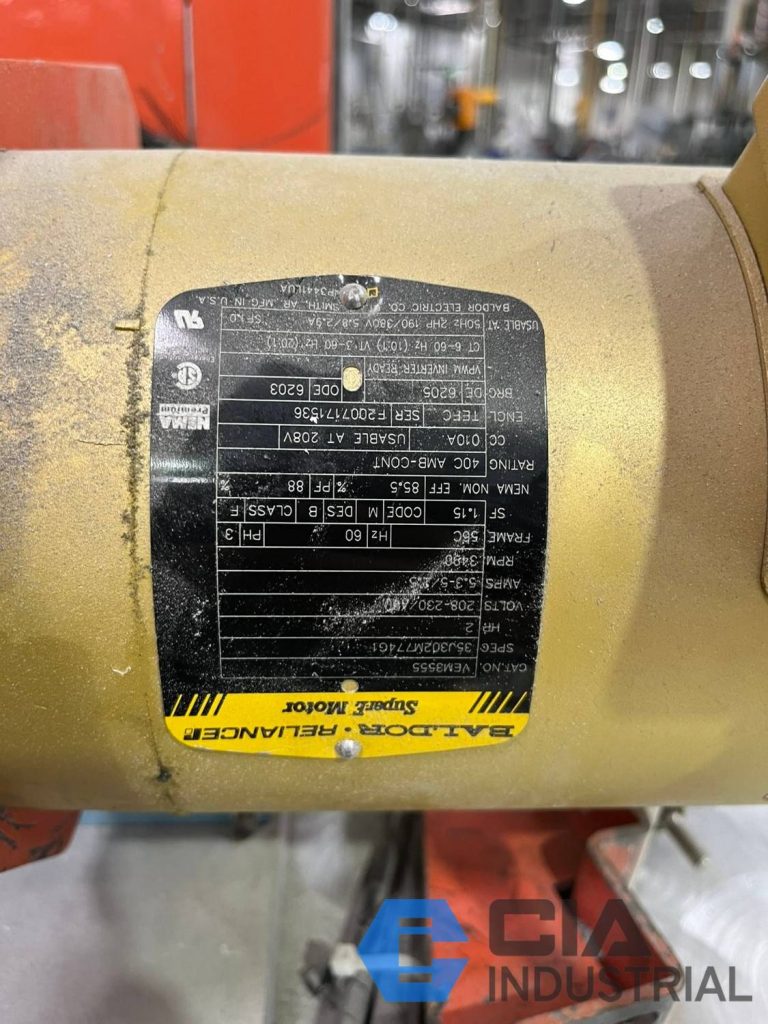 BALDOR • RELIANCE
SuperE Motor
CAT.NO. VEM3555
SPEC. 35J302M774G1
HP 2
VOLTS 208-230/460
AMPS 5.3-5/2.5
RPM 3490
FRAME 56C Hz 60 PH 3
SF 1.15 CODE M DES B CLASS F
NEMA NOM. EFF 85.5 % PF 88 %
RATING 40C AMB-CONT
CC 010A USABLE AT 208V
ENCL TEFC SER F2007171536
BRG DE 6205 ODE 6203
VPWM INVERTER READY
CT 6-60 Hz (10:1) VT 3-60 Hz (20:1)
USABLE AT 50Hz 2HP 190/380V 5.8/2.9A SF1.0
BALDOR ELECTRIC CO. SMITH, AR. MFG IN U.S.A.
NEMA
Premium
CIA
INDUSTRIAL